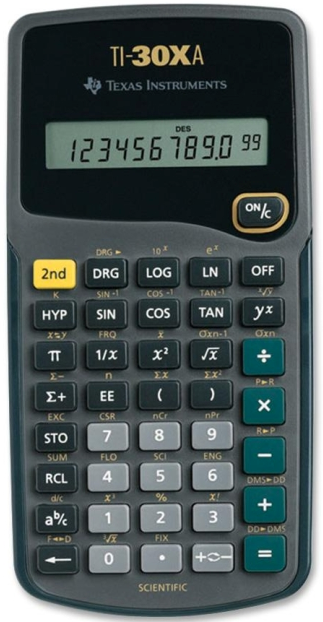 TI-30XA
TEXAS INSTRUMENTS
DES
1234567890 99
ON/C
DRG ► 10ˣ eˣ
2nd DRG LOG LN OFF
K SIN⁻¹ COS⁻¹ TAN⁻¹ ˣ√y
HYP SIN COS TAN yˣ
x⇄y FRQ x̄ σxn-1 σxn
π 1/x x² √x ÷
Σ− n Σx Σx² P►R
Σ+ EE ( ) ×
EXC CSR nCr nPr R►P
STO 7 8 9 −
SUM FLO SCI ENG DMS►DD
RCL 4 5 6 +
d/c x³ % x! DD►DMS
aᵇ/c 1 2 3 =
F◄►D ³√x FIX
← 0 • +⇄−
SCIENTIFIC